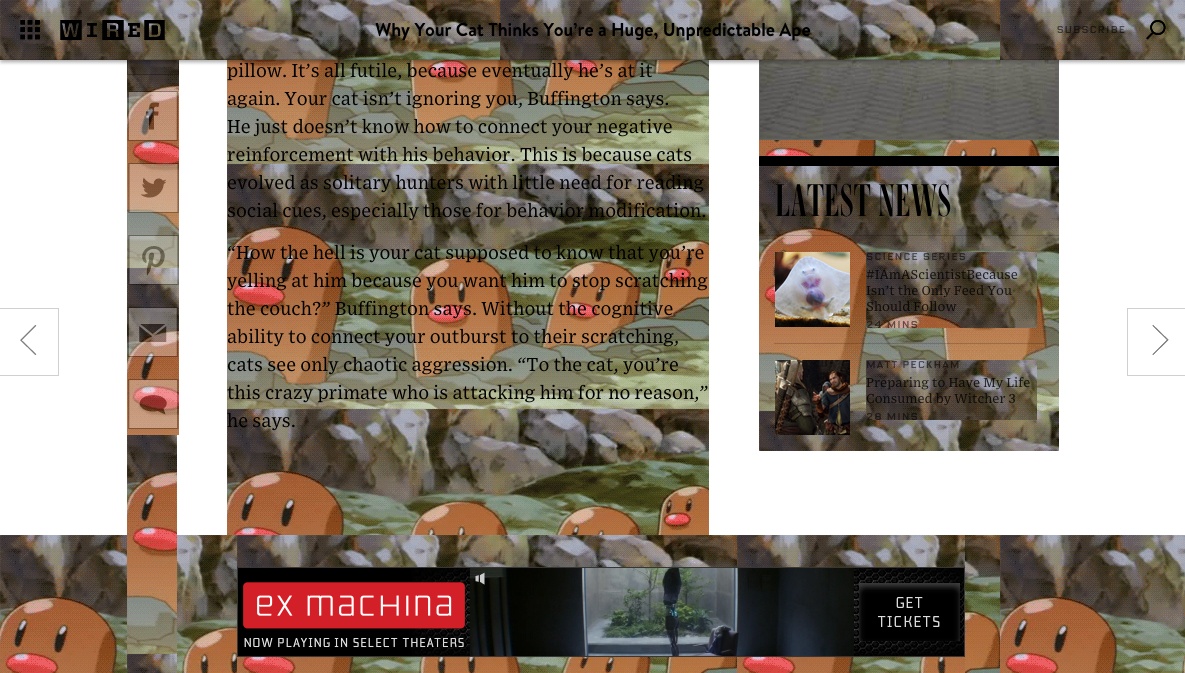 WIRED
Why Your Cat Thinks You're a Huge, Unpredictable Ape
SUBSCRIBE
pillow. It's all futile, because eventually he's at it
again. Your cat isn't ignoring you, Buffington says.
He just doesn't know how to connect your negative
reinforcement with his behavior. This is because cats
evolved as solitary hunters with little need for reading
social cues, especially those for behavior modification.
“How the hell is your cat supposed to know that you're
yelling at him because you want him to stop scratching
the couch?” Buffington says. Without the cognitive
ability to connect your outburst to their scratching,
cats see only chaotic aggression. “To the cat, you're
this crazy primate who is attacking him for no reason,”
he says.
LATEST NEWS
SCIENCE SERIES
#IAmAScientistBecause
Isn't the Only Feed You
Should Follow
24 MINS
MATT PECKHAM
Preparing to Have My Life
Consumed by Witcher 3
28 MINS
ex machina
NOW PLAYING IN SELECT THEATERS
GET
TICKETS